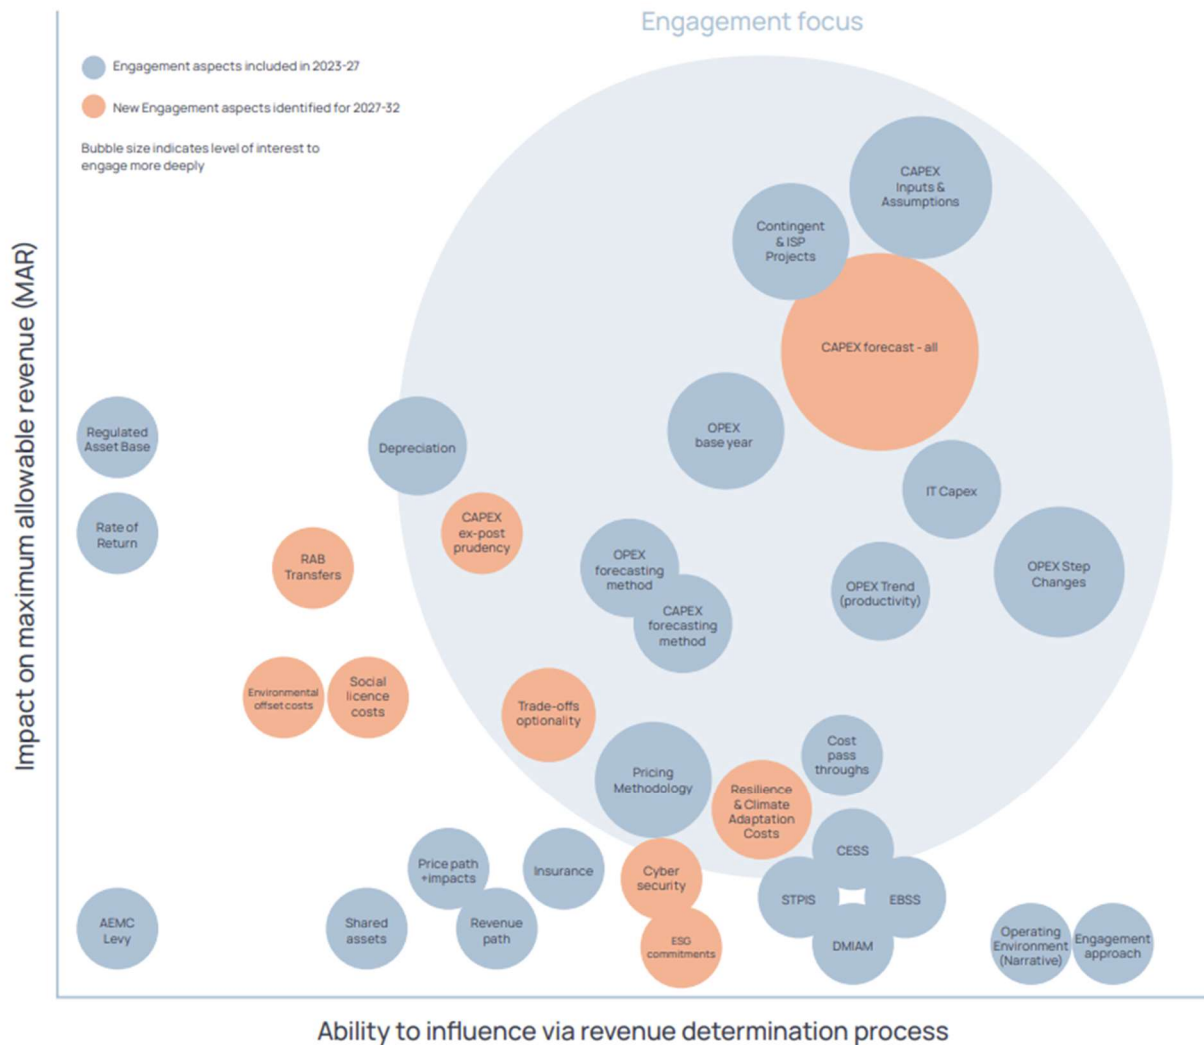 Engagement focus
Engagement aspects included in 2023-27
New Engagement aspects identified for 2027-32
Bubble size indicates level of interest to
engage more deeply
Impact on maximum allowable revenue (MAR)
CAPEX
Inputs &
Assumptions
Contingent
& ISP
Projects
CAPEX forecast - all
Regulated
Asset Base
Depreciation
OPEX
base year
IT Capex
Rate of
Return
CAPEX
ex-post
prudency
RAB
Transfers
OPEX
forecasting
method
CAPEX
forecasting
method
OPEX Trend
(productivity)
OPEX Step
Changes
Environmental
offset costs
Social
licence
costs
Trade-offs
optionality
Pricing
Methodology
Cost
pass
throughs
Resilience
& Climate
Adaptation
Costs
Price path
+impacts
Insurance
Cyber
security
CESS
STPIS
EBSS
DMIAM
AEMC
Levy
Shared
assets
Revenue
path
ESG
commitments
Operating
Environment
(Narrative)
Engagement
approach
Ability to influence via revenue determination process